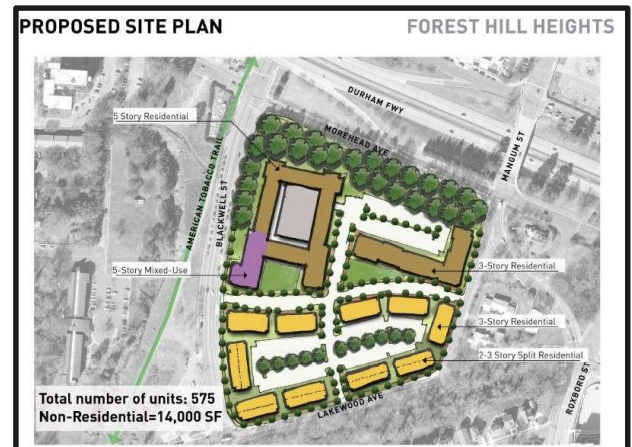 PROPOSED SITE PLAN
FOREST HILL HEIGHTS
DURHAM FWY
5 Story Residential
MOREHEAD AVE
MANGUM ST
AMERICAN TOBACCO TRAIL
BLACKWELL ST
5-Story Mixed-Use
3-Story Residential
3-Story Residential
2-3 Story Split Residential
Total number of units: 575
Non-Residential=14,000 SF
LAKEWOOD AVE
ROXBORO ST